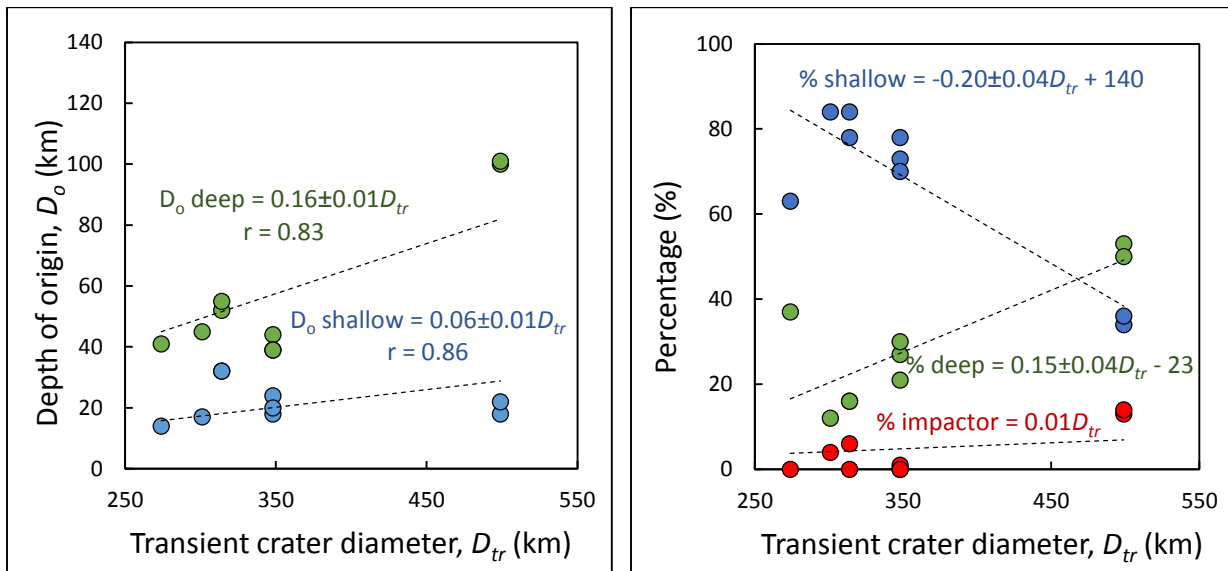 140
120
100
80
60
40
20
0
Depth of origin, Dₒ (km)
Dₒ deep = 0.16±0.01Dₜᵣ
r = 0.83
Dₒ shallow = 0.06±0.01Dₜᵣ
r = 0.86
250 350 450 550
Transient crater diameter, Dₜᵣ (km)
100
80
60
40
20
0
Percentage (%)
% shallow = -0.20±0.04Dₜᵣ + 140
% deep = 0.15±0.04Dₜᵣ - 23
% impactor = 0.01Dₜᵣ
250 350 450 550
Transient crater diameter, Dₜᵣ (km)